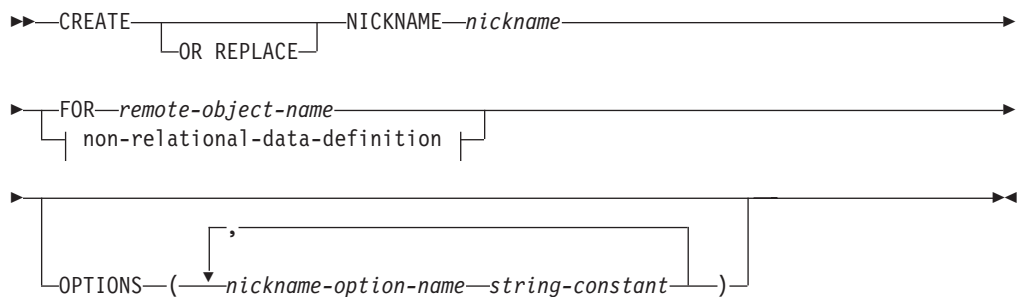 CREATE NICKNAME nickname
OR REPLACE
FOR remote-object-name
non-relational-data-definition
,
OPTIONS ( nickname-option-name string-constant )